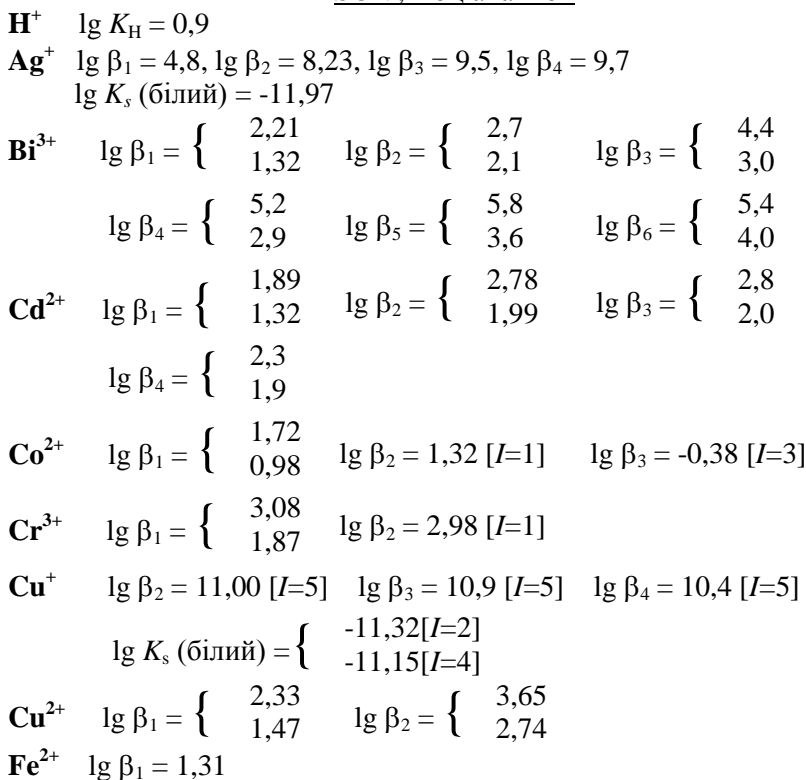 H⁺ lg K_H = 0,9
Ag⁺ lg β₁ = 4,8, lg β₂ = 8,23, lg β₃ = 9,5, lg β₄ = 9,7
lg Kₛ (білий) = -11,97
Bi³⁺ lg β₁ = { 2,21 1,32 lg β₂ = { 2,7 2,1 lg β₃ = { 4,4 3,0
lg β₄ = { 5,2 2,9 lg β₅ = { 5,8 3,6 lg β₆ = { 5,4 4,0
Cd²⁺ lg β₁ = { 1,89 1,32 lg β₂ = { 2,78 1,99 lg β₃ = { 2,8 2,0
lg β₄ = { 2,3 1,9
Co²⁺ lg β₁ = { 1,72 0,98 lg β₂ = 1,32 [I=1] lg β₃ = -0,38 [I=3]
Cr³⁺ lg β₁ = { 3,08 1,87 lg β₂ = 2,98 [I=1]
Cu⁺ lg β₂ = 11,00 [I=5] lg β₃ = 10,9 [I=5] lg β₄ = 10,4 [I=5]
lg Kₛ (білий) = { -11,32[I=2] -11,15[I=4]
Cu²⁺ lg β₁ = { 2,33 1,47 lg β₂ = { 3,65 2,74
Fe²⁺ lg β₁ = 1,31